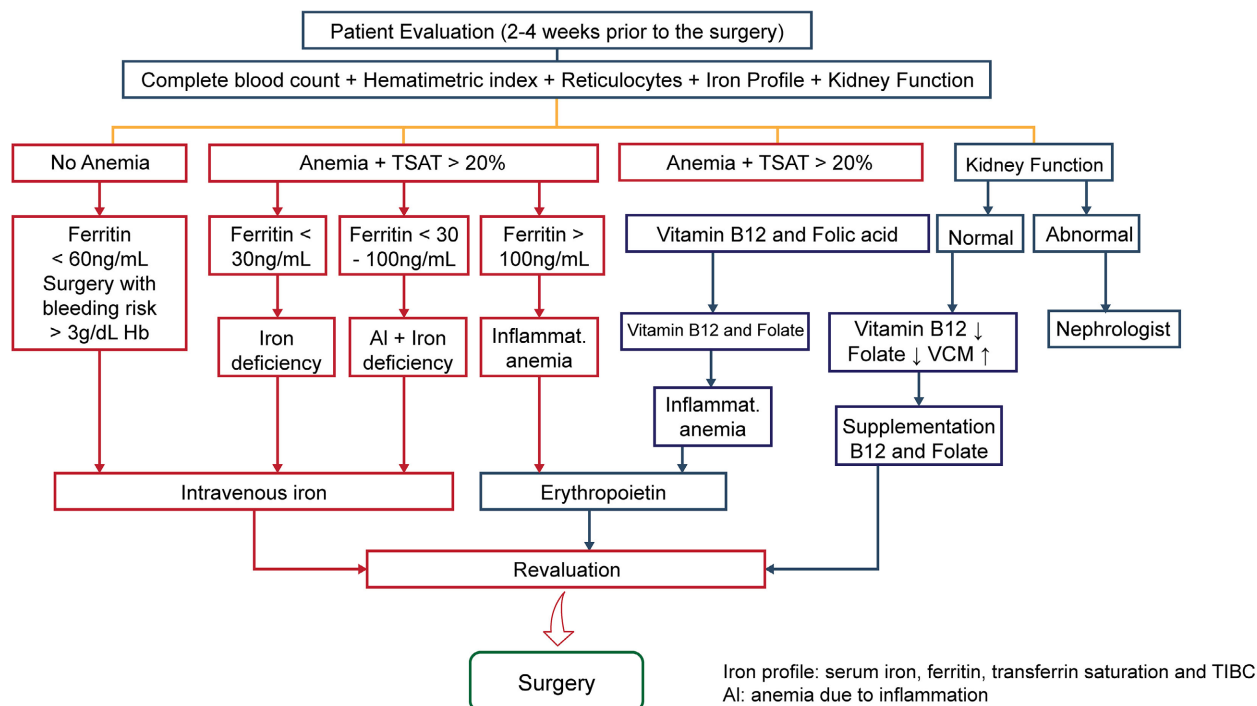 Patient Evaluation (2-4 weeks prior to the surgery)
Complete blood count + Hematimetric index + Reticulocytes + Iron Profile + Kidney Function
No Anemia
Anemia + TSAT > 20%
Anemia + TSAT > 20%
Kidney Function
Ferritin
< 60ng/mL
Surgery with
bleeding risk
> 3g/dL Hb
Ferritin <
30ng/mL
Ferritin < 30
- 100ng/mL
Ferritin >
100ng/mL
Vitamin B12 and Folic acid
Normal
Abnormal
Iron
deficiency
AI + Iron
deficiency
Inflammat.
anemia
Vitamin B12 and Folate
Vitamin B12 ↓
Folate ↓ VCM ↑
Nephrologist
Inflammat.
anemia
Supplementation
B12 and Folate
Intravenous iron
Erythropoietin
Revaluation
Surgery
Iron profile: serum iron, ferritin, transferrin saturation and TIBC
AI: anemia due to inflammation